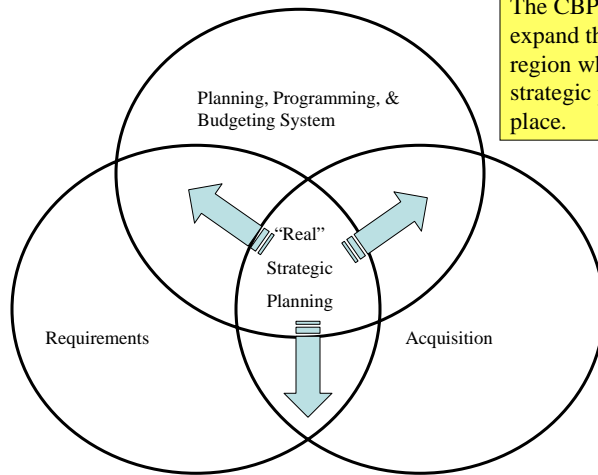 The CBP
expand th
region wh
strategic
place.
Planning, Programming, &
Budgeting System
“Real”
Strategic
Planning
Requirements
Acquisition